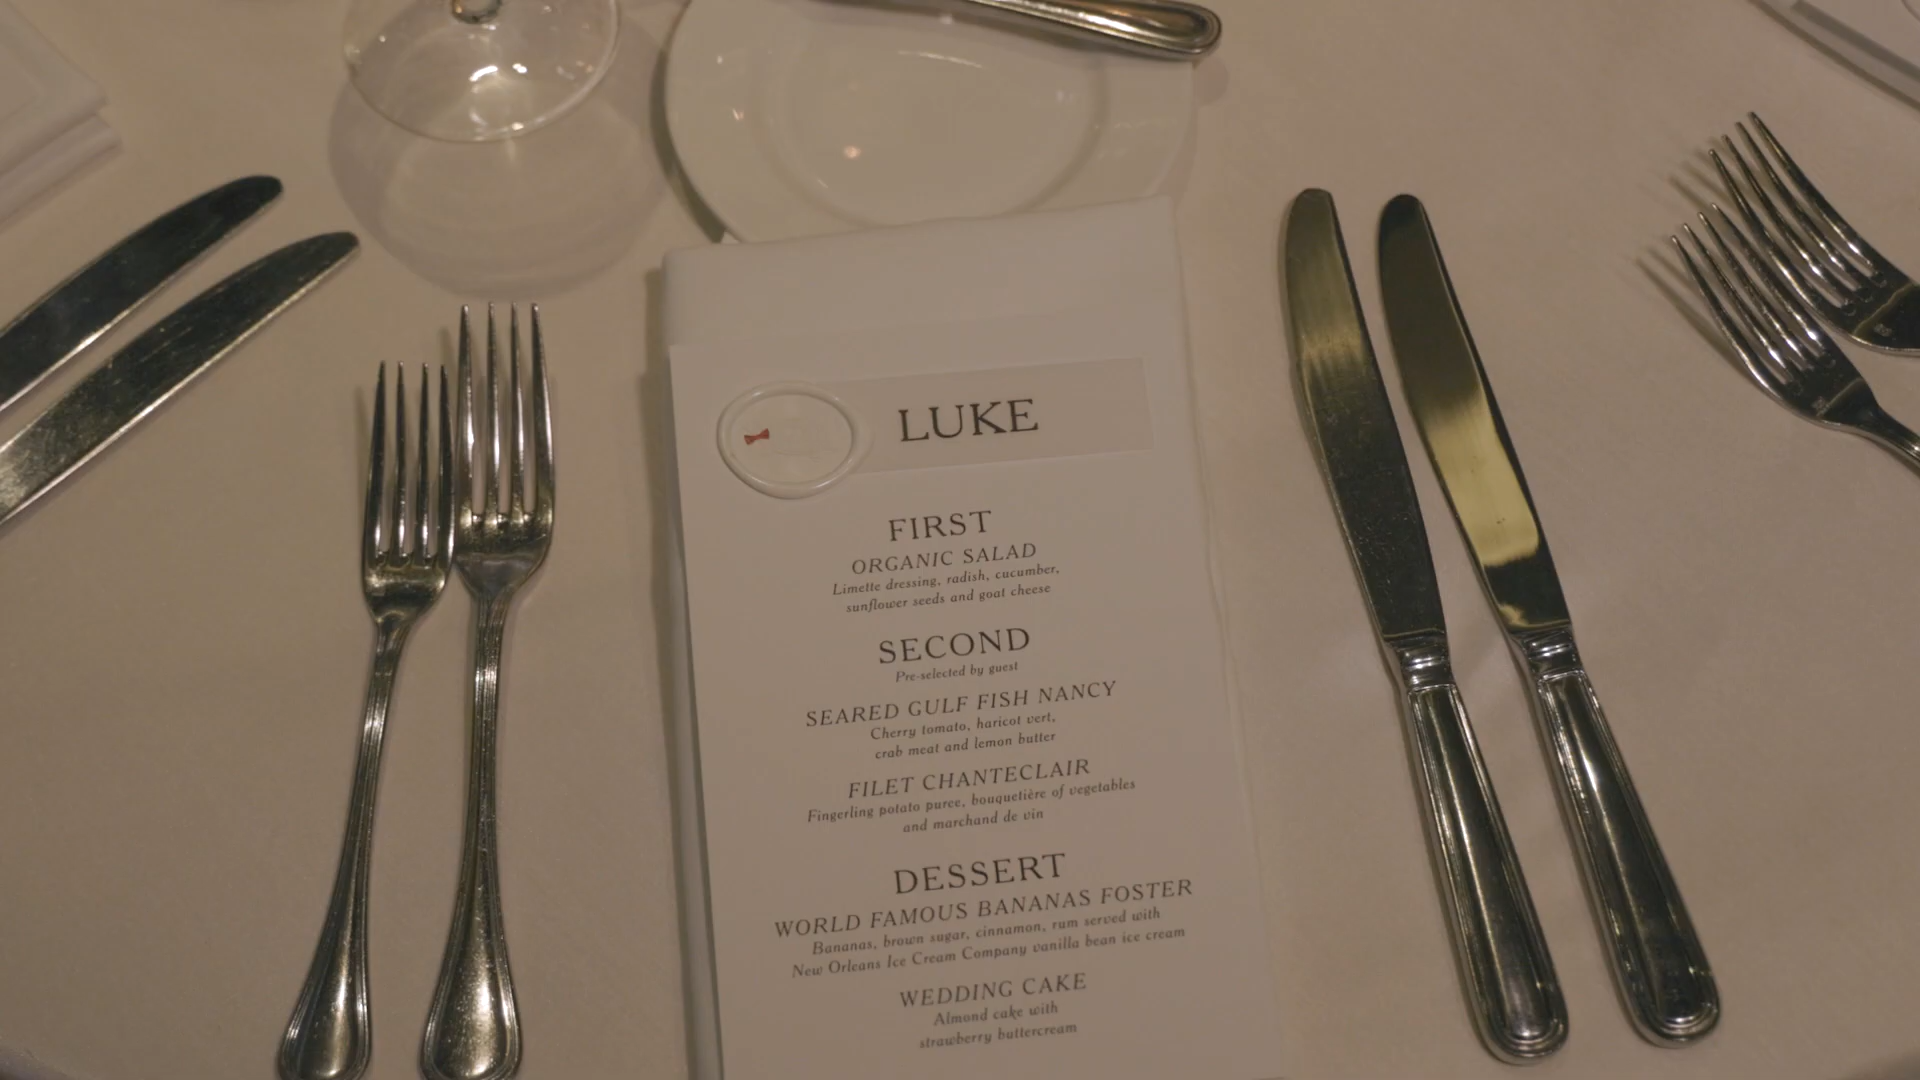 LUKE
FIRST
ORGANIC SALAD
Limette dressing, radish, cucumber,
sunflower seeds and goat cheese
SECOND
Pre-selected by guest
SEARED GULF FISH NANCY
Cherry tomato, haricot vert,
crab meat and lemon butter
FILET CHANTECLAIR
Fingerling potato puree, bouquetière of vegetables
and marchand de vin
DESSERT
WORLD FAMOUS BANANAS FOSTER
Bananas, brown sugar, cinnamon, rum served with
New Orleans Ice Cream Company vanilla bean ice cream
WEDDING CAKE
Almond cake with
strawberry buttercream